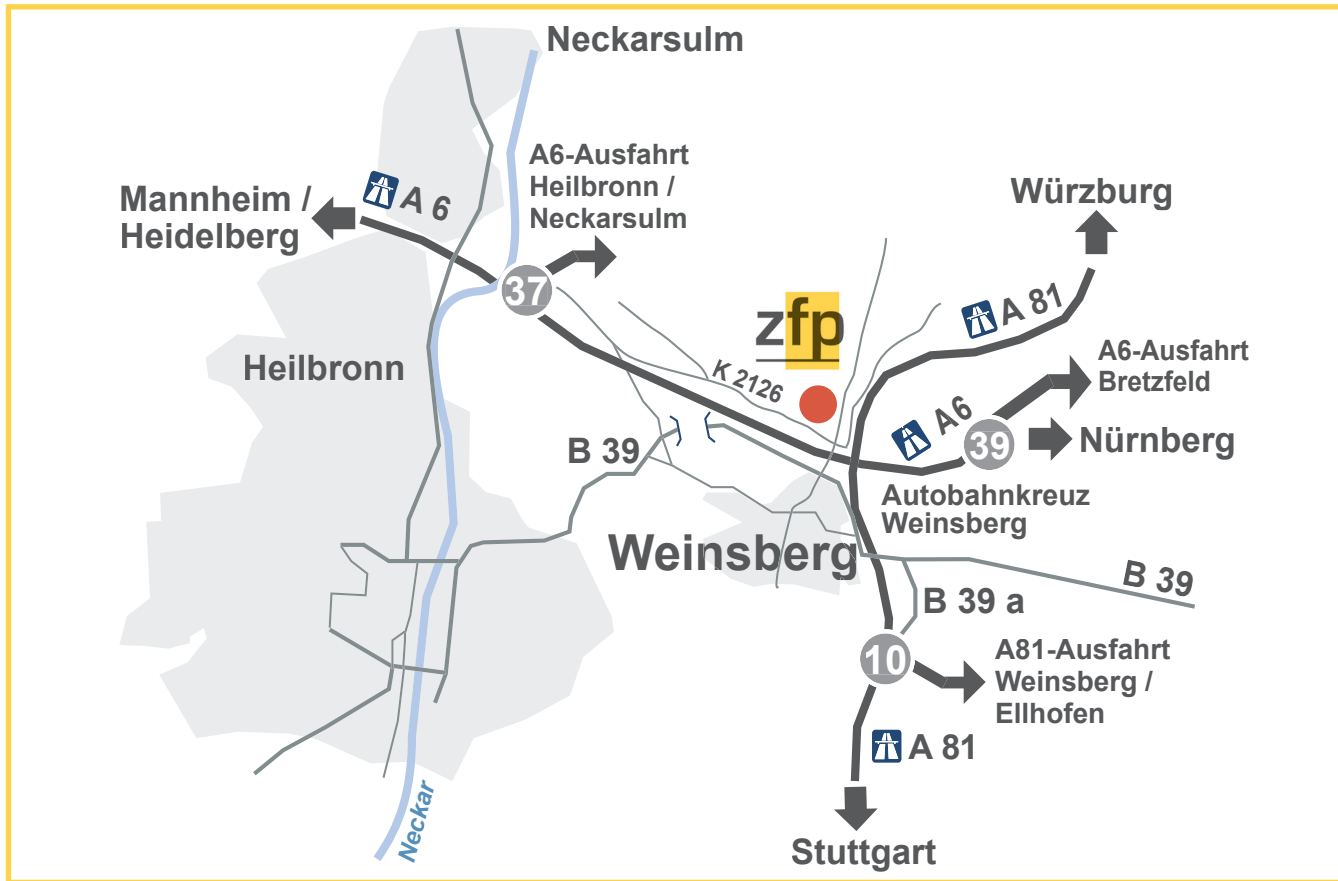 Neckarsulm
A6-Ausfahrt
Heilbronn /
Neckarsulm
Mannheim /
Heidelberg
A 6
Würzburg
37
zfp
A 81
Heilbronn
K 2126
A6-Ausfahrt
Bretzfeld
A6
39
Nürnberg
B 39
Autobahnkreuz
Weinsberg
Weinsberg
B 39
B 39 a
10
A81-Ausfahrt
Weinsberg /
Ellhofen
A 81
Neckar
Stuttgart